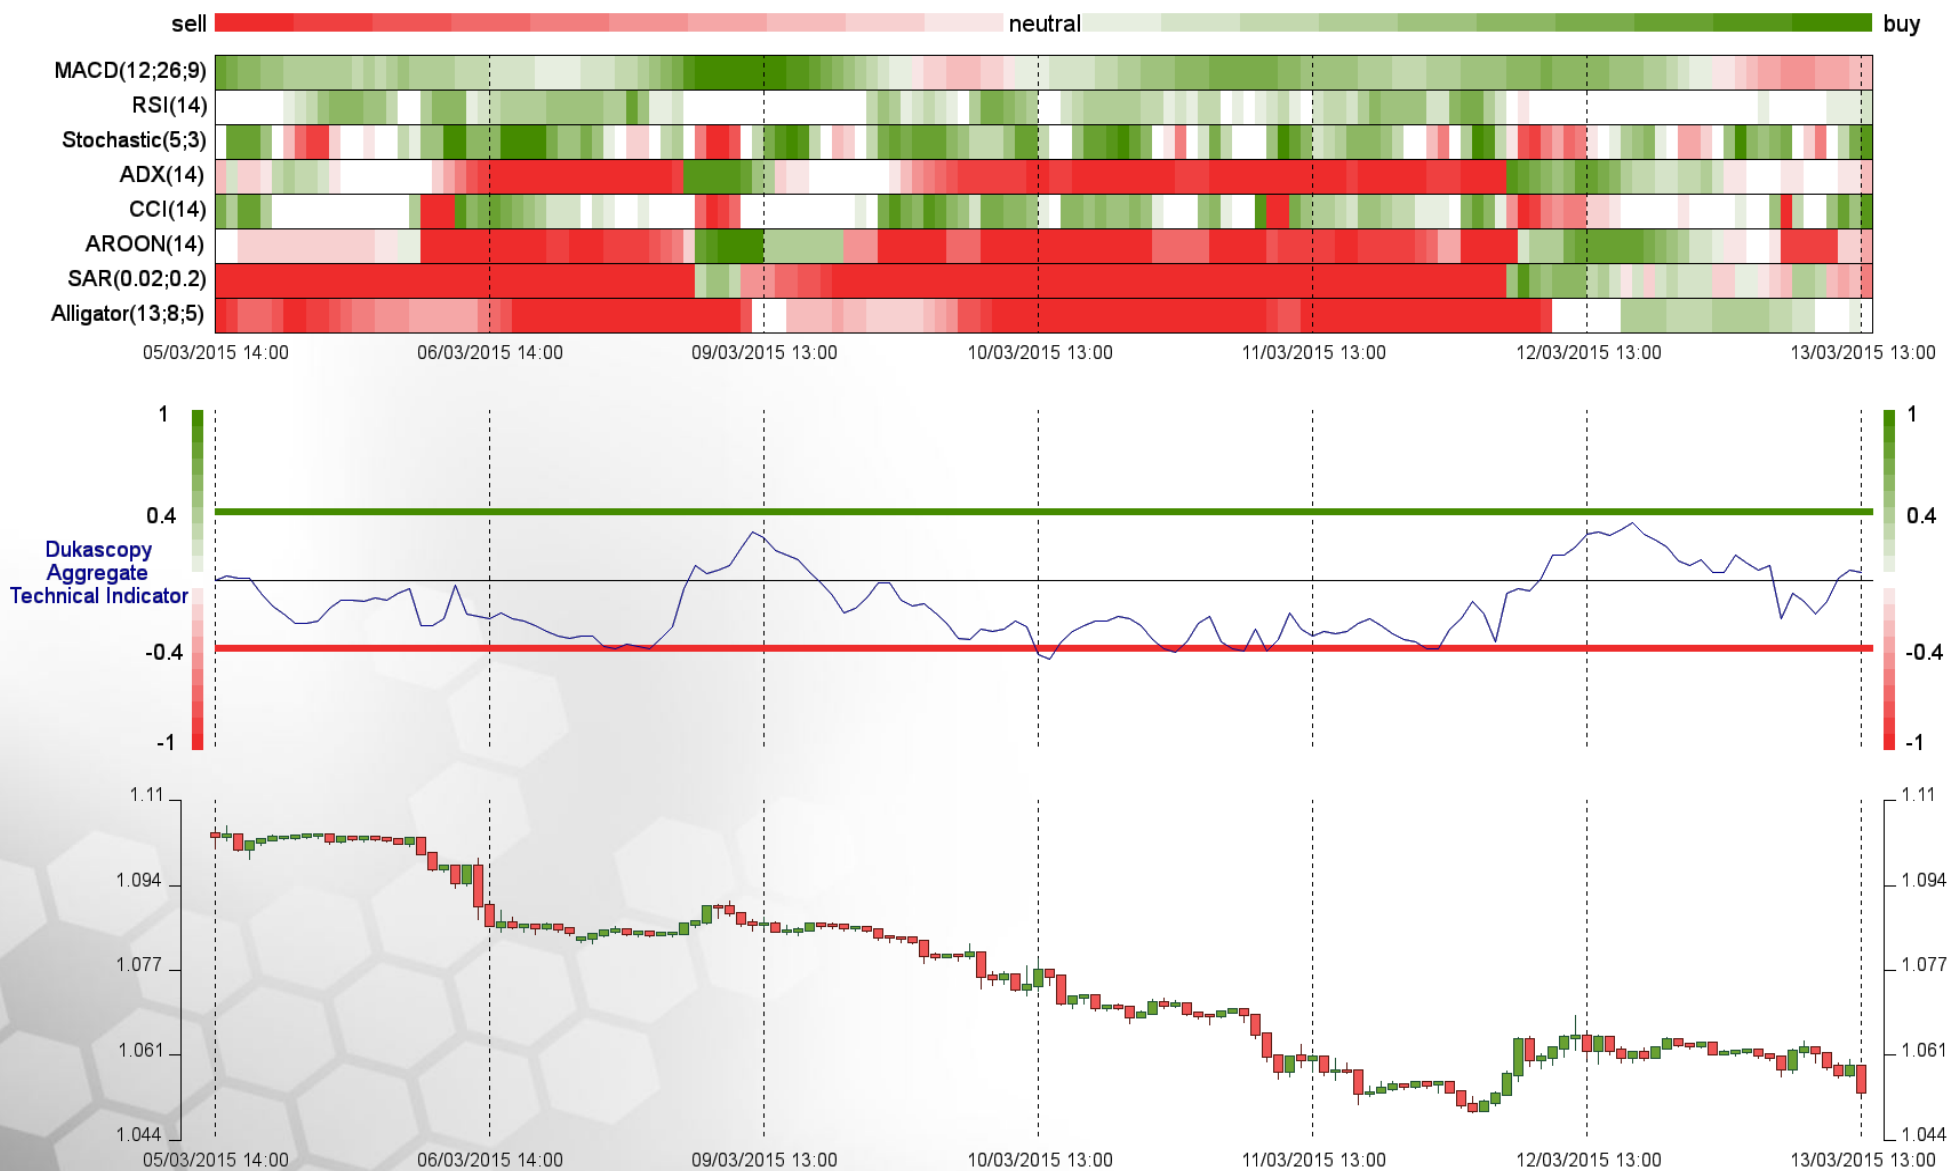 sell neutral buy
MACD(12;26;9)
RSI(14)
Stochastic(5;3)
ADX(14)
CCI(14)
AROON(14)
SAR(0.02;0.2)
Alligator(13;8;5)
05/03/2015 14:00 06/03/2015 14:00 09/03/2015 13:00 10/03/2015 13:00 11/03/2015 13:00 12/03/2015 13:00 13/03/2015 13:00
1 1
0.4 0.4
Dukascopy
Aggregate
Technical Indicator
-0.4 -0.4
-1 -1
1.11 1.11
1.094 1.094
1.077 1.077
1.061 1.061
1.044 1.044
05/03/2015 14:00 06/03/2015 14:00 09/03/2015 13:00 10/03/2015 13:00 11/03/2015 13:00 12/03/2015 13:00 13/03/2015 13:00